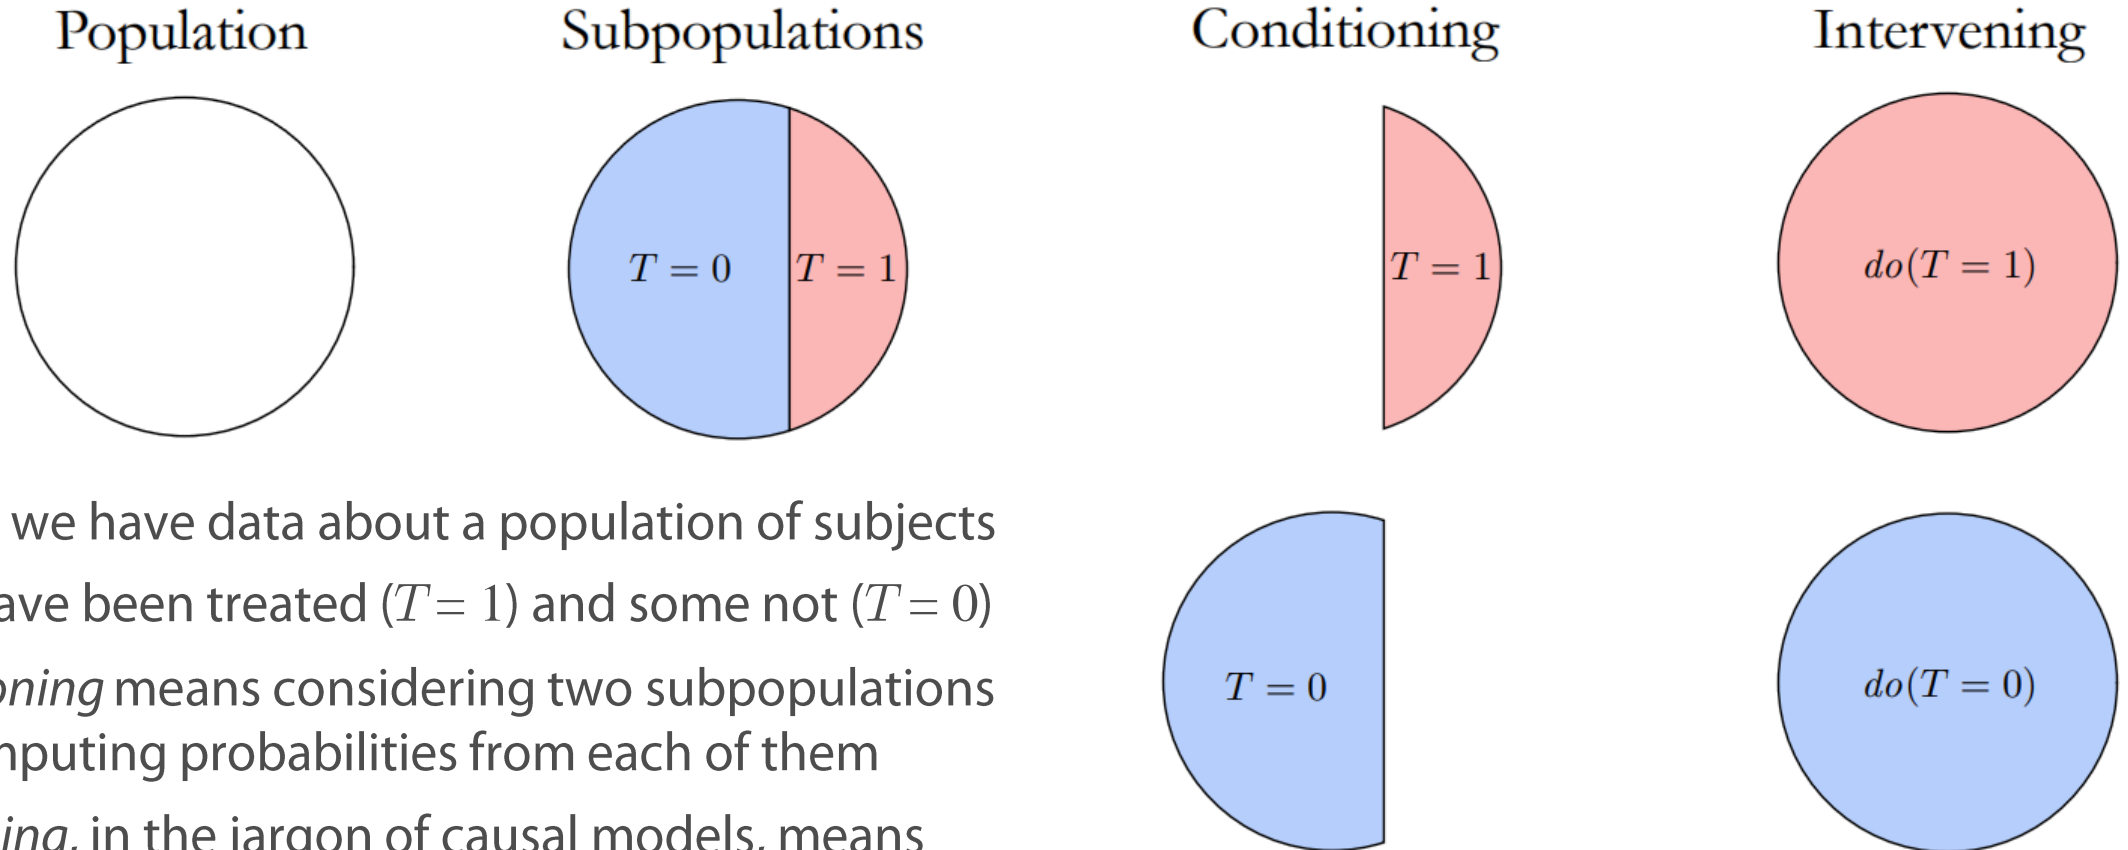 Population Subpopulations Conditioning Intervening
T = 0 T = 1 T = 1 do(T = 1)
we have data about a population of subjects
ave been treated (T = 1) and some not (T = 0)
oning means considering two subpopulations
T = 0 do(T = 0)
nputing probabilities from each of them
ing, in the jargon of causal models, means